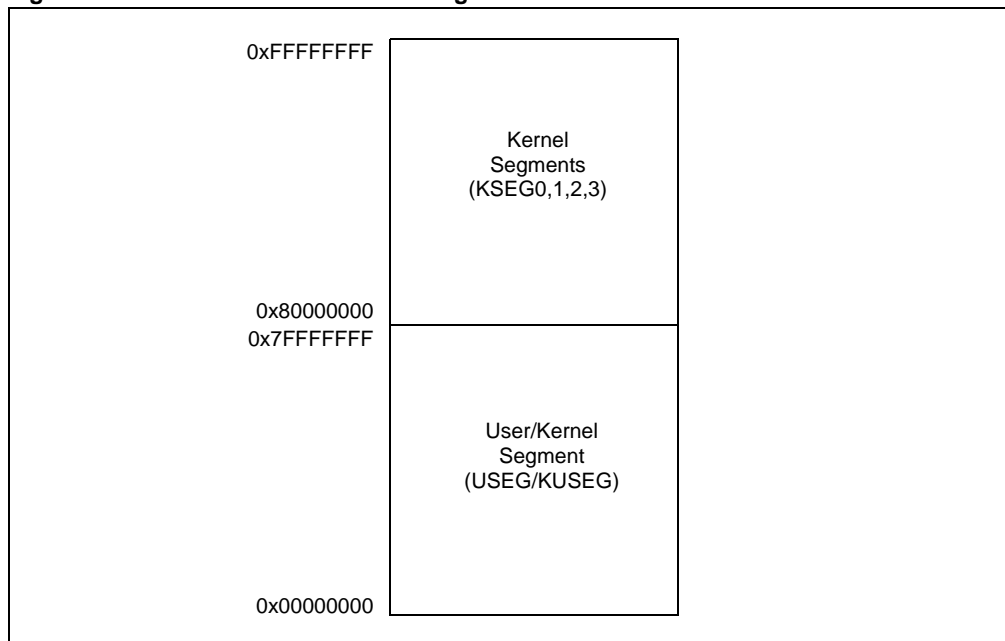 0xFFFFFFFF
Kernel
Segments
(KSEG0,1,2,3)
0x80000000
0x7FFFFFFF
User/Kernel
Segment
(USEG/KUSEG)
0x00000000